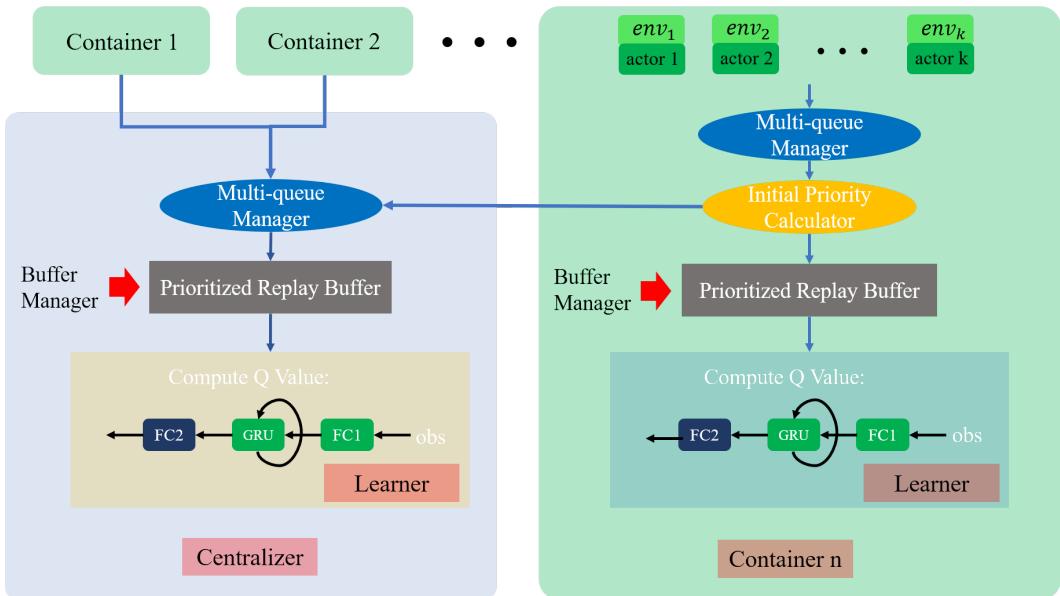 Container 1
Container 2
• • •
Multi-queue
Manager
Buffer
Manager
Prioritized Replay Buffer
Compute Q Value:
FC2
GRU
FC1
obs
Learner
Centralizer
env₁
actor 1
env₂
actor 2
• • •
envₖ
actor k
Multi-queue
Manager
Initial Priority
Calculator
Buffer
Manager
Prioritized Replay Buffer
Compute Q Value:
FC2
GRU
FC1
obs
Learner
Container n